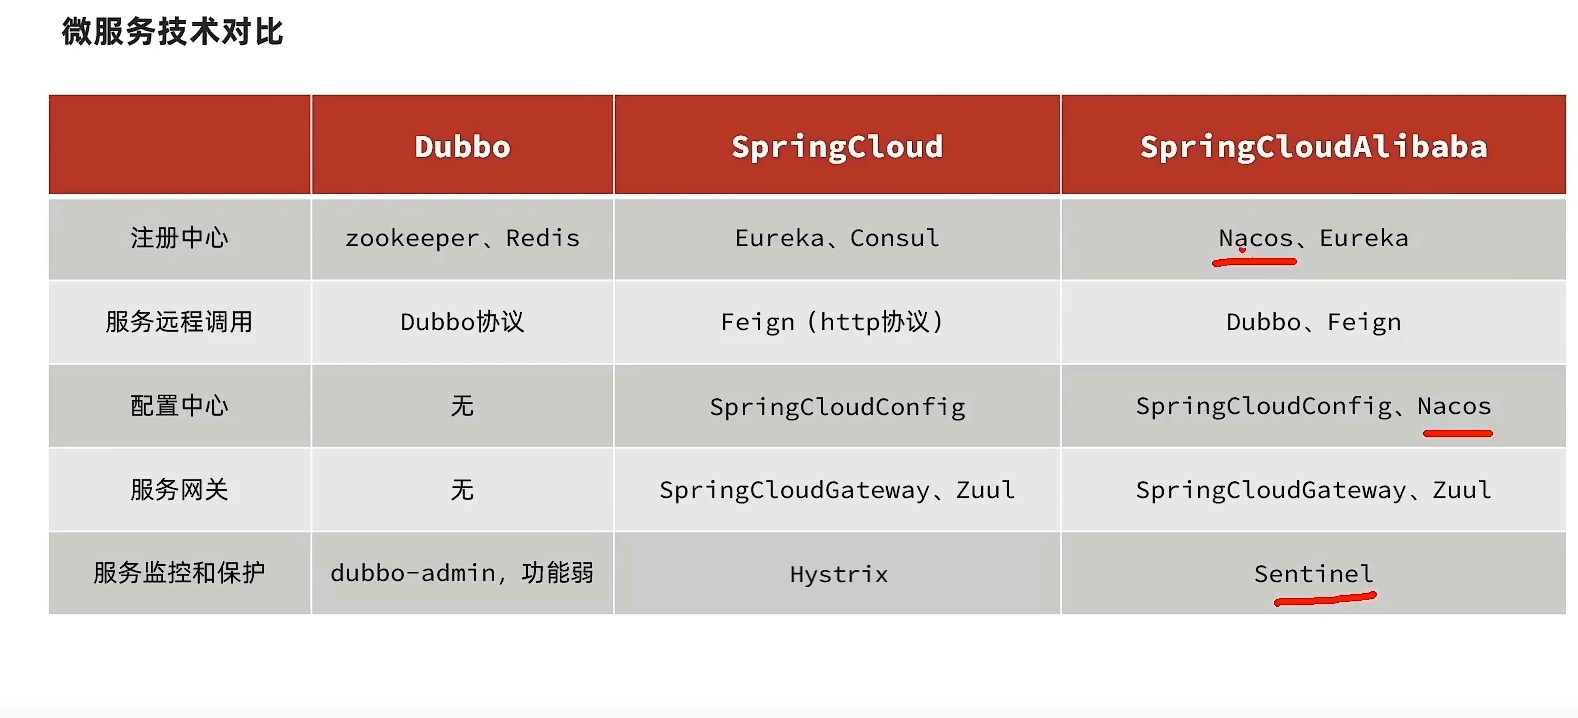 微服务技术对比
Dubbo SpringCloud SpringCloudAlibaba
注册中心 zookeeper、Redis Eureka、Consul Nacos、Eureka
服务远程调用 Dubbo协议 Feign（http协议） Dubbo、Feign
配置中心 无 SpringCloudConfig SpringCloudConfig、Nacos
服务网关 无 SpringCloudGateway、Zuul SpringCloudGateway、Zuul
服务监控和保护 dubbo-admin，功能弱 Hystrix Sentinel